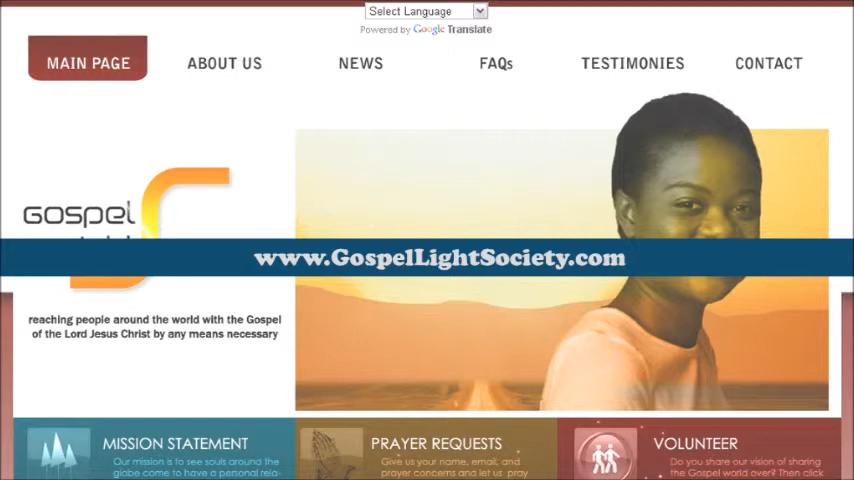 Select Language
Powered by Google Translate
MAIN PAGE
ABOUT US
NEWS
FAQs
TESTIMONIES
CONTACT
Gospel
www.GospelLightSociety.com
reaching people around the world with the Gospel
of the Lord Jesus Christ by any means necessary
MISSION STATEMENT
Our mission is to see souls around the
globe come to have a personal rela-
PRAYER REQUESTS
Give us your name, email, and
prayer concerns and let us pray
VOLUNTEER
Do you share our vision of sharing
the Gospel world over? Then click